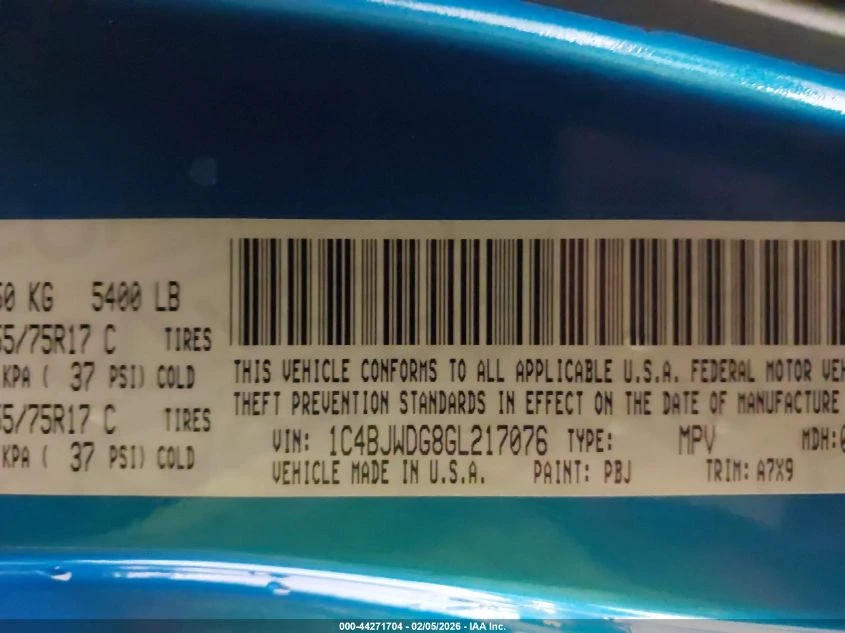 50 KG 5400 LB
55/75R17 C TIRES
KPA ( 37 PSI) COLD
55/75R17 C TIRES
KPA ( 37 PSI) COLD
THIS VEHICLE CONFORMS TO ALL APPLICABLE U.S.A. FEDERAL MOTOR VEH
THEFT PREVENTION STANDARDS IN EFFECT ON THE DATE OF MANUFACTURE
VIN: 1C4BJWDG8GL217076 TYPE: MPV MDH:0
VEHICLE MADE IN U.S.A. PAINT: PBJ TRIM: A7X9
000-44271704 - 02/05/2026 - IAA Inc.